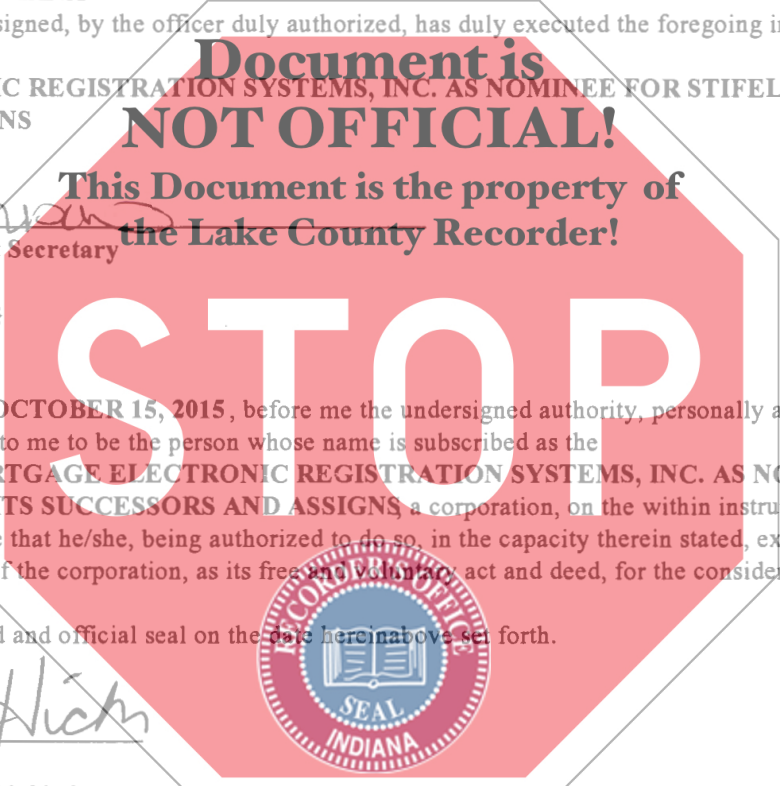 signed, by the officer duly authorized, has duly executed the foregoing in
Document is
IC REGISTRATION SYSTEMS, INC. AS NOMINEE FOR STIFEL
NS
NOT OFFICIAL!
This Document is the property of
the Lake County Recorder!
Secretary
STOP
OCTOBER 15, 2015, before me the undersigned authority, personally a
to me to be the person whose name is subscribed as the
RTGAGE ELECTRONIC REGISTRATION SYSTEMS, INC. AS NO
ITS SUCCESSORS AND ASSIGNS, a corporation, on the within instru
that he/she, being authorized to do so, in the capacity therein stated, ex
f the corporation, as its free and voluntary act and deed, for the consider
d and official seal on the date hereinabove set forth.
RECORDER'S OFFICE
SEAL
INDIANA